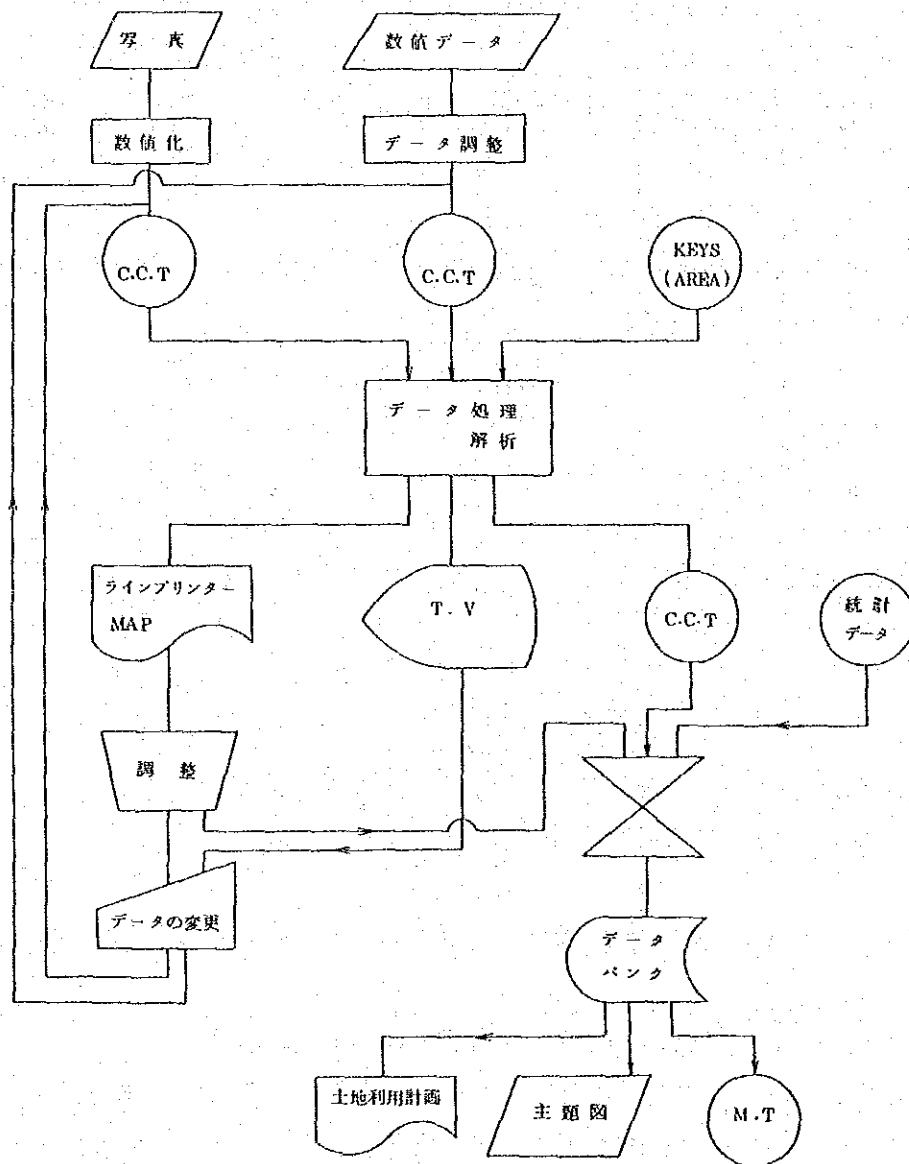 写真
数値データ
数値化
データ調整
C.C.T
C.C.T
KEYS
(AREA)
データ処理
解析
ラインプリンター
MAP
T.V
C.C.T
統計
データ
調整
データの変更
データ
バンク
土地利用計画
主題図
M.T